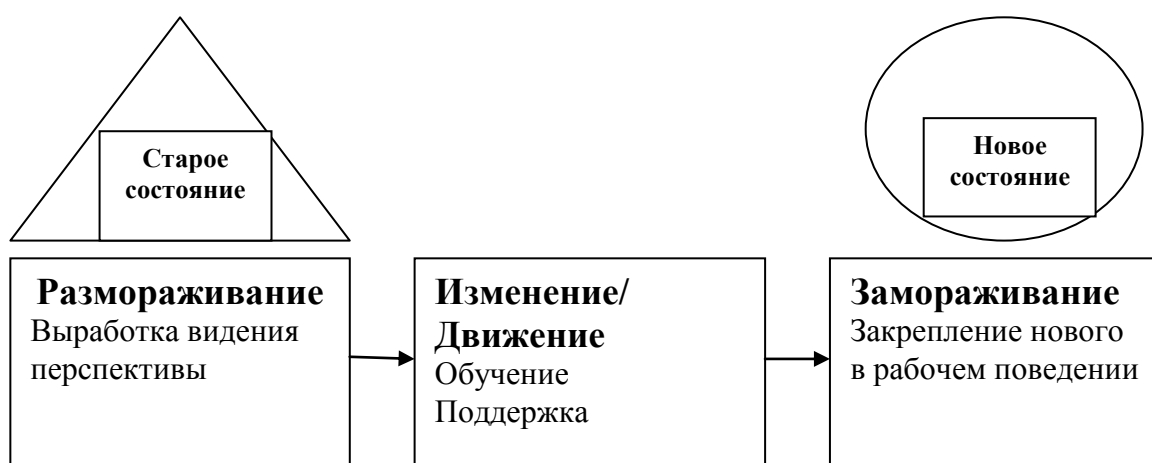 Старое
состояние
Новое
состояние
Размораживание
Выработка видения
перспективы
Изменение/
Движение
Обучение
Поддержка
Замораживание
Закрепление нового
в рабочем поведении